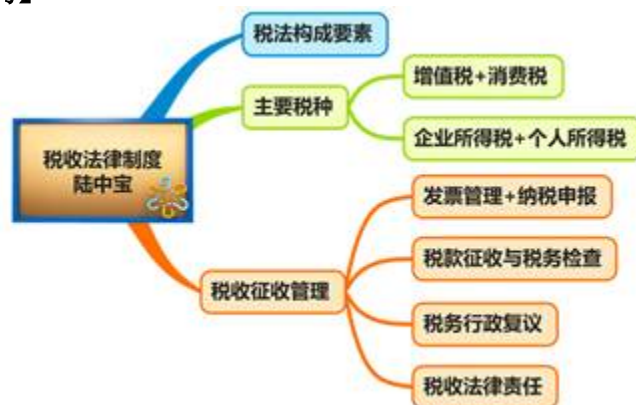 税法构成要素
主要税种
增值税+消费税
企业所得税+个人所得税
税收法律制度
陆中宝
税收征收管理
发票管理+纳税申报
税款征收与税务检查
税务行政复议
税收法律责任